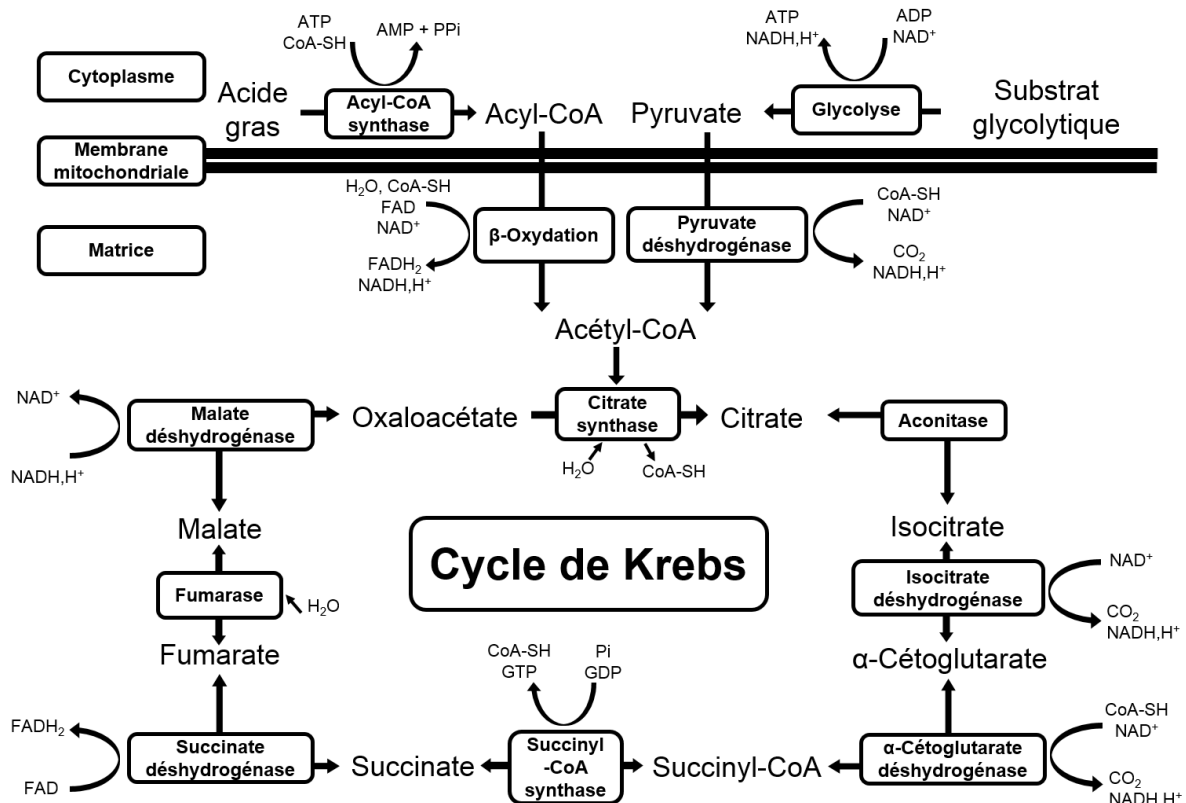 ATP
CoA-SH
AMP + PPi
ATP
NADH,H⁺
ADP
NAD⁺
Cytoplasme
Acide
gras
Acyl-CoA
synthase
Acyl-CoA
Pyruvate
Glycolyse
Substrat
glycolytique
Membrane
mitochondriale
Matrice
H₂O, CoA-SH
FAD
NAD⁺
FADH₂
NADH,H⁺
β-Oxydation
Pyruvate
déshydrogénase
CoA-SH
NAD⁺
CO₂
NADH,H⁺
Acétyl-CoA
NAD⁺
NADH,H⁺
Malate
déshydrogénase
Oxaloacétate
Citrate
synthase
H₂O
CoA-SH
Citrate
Aconitase
Malate
Cycle de Krebs
Isocitrate
Fumarase
H₂O
Isocitrate
déshydrogénase
NAD⁺
CO₂
NADH,H⁺
Fumarate
α-Cétoglutarate
CoA-SH
GTP
Pi
GDP
FADH₂
FAD
Succinate
déshydrogénase
Succinate
Succinyl
-CoA
synthase
Succinyl-CoA
α-Cétoglutarate
déshydrogénase
CoA-SH
NAD⁺
CO₂
NADH,H⁺